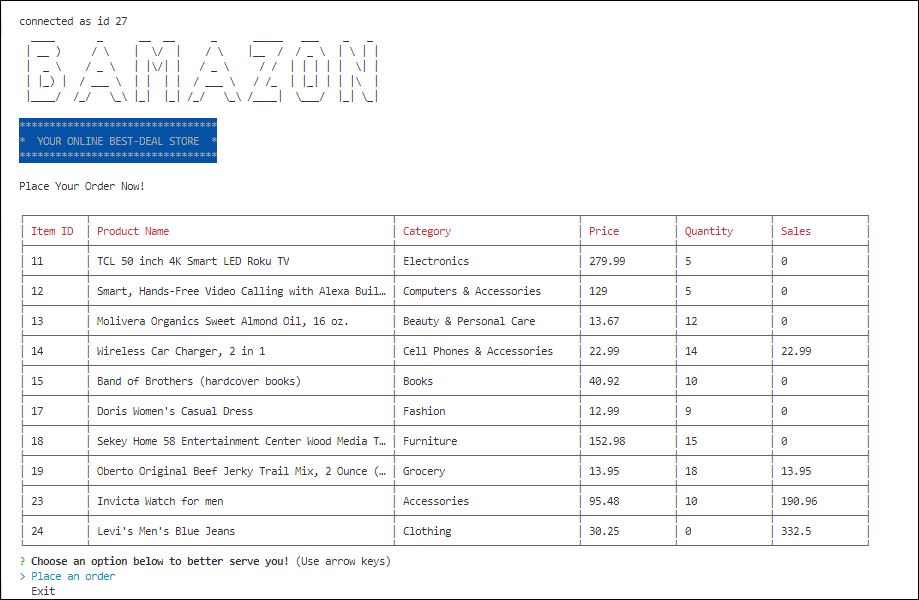 connected as id 27
BAMAZON
*********************************
*  YOUR ONLINE BEST-DEAL STORE  *
*********************************
Place Your Order Now!
Item ID Product Name Category Price Quantity Sales
11 TCL 50 inch 4K Smart LED Roku TV Electronics 279.99 5 0
12 Smart, Hands-Free Video Calling with Alexa Buil… Computers & Accessories 129 5 0
13 Molivera Organics Sweet Almond Oil, 16 oz. Beauty & Personal Care 13.67 12 0
14 Wireless Car Charger, 2 in 1 Cell Phones & Accessories 22.99 14 22.99
15 Band of Brothers (hardcover books) Books 40.92 10 0
17 Doris Women's Casual Dress Fashion 12.99 9 0
18 Sekey Home 58 Entertainment Center Wood Media T… Furniture 152.98 15 0
19 Oberto Original Beef Jerky Trail Mix, 2 Ounce (… Grocery 13.95 18 13.95
23 Invicta Watch for men Accessories 95.48 10 190.96
24 Levi's Men's Blue Jeans Clothing 30.25 0 332.5
? Choose an option below to better serve you! (Use arrow keys)
> Place an order
Exit